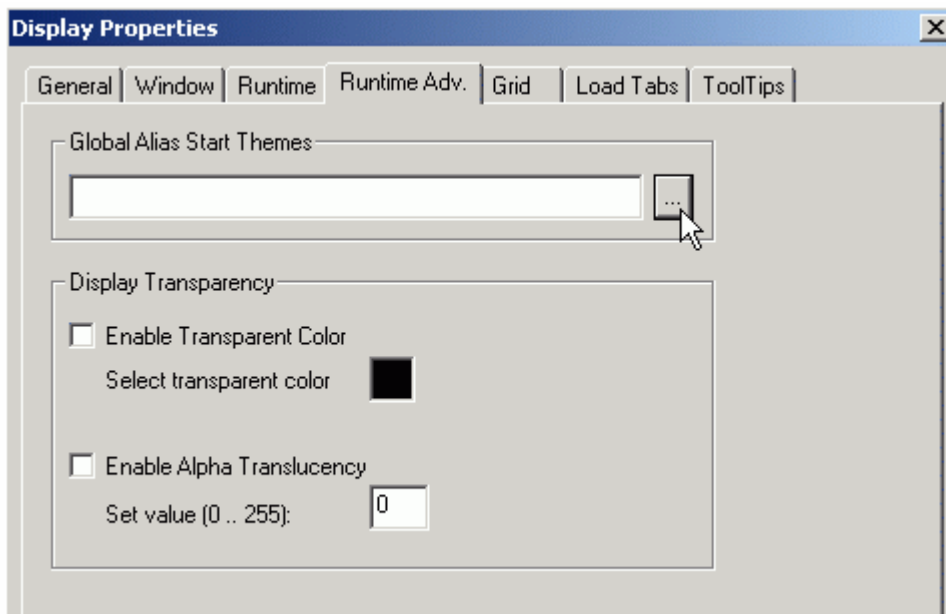 Display Properties
General Window Runtime Runtime Adv. Grid Load Tabs ToolTips
Global Alias Start Themes
...
Display Transparency
Enable Transparent Color
Select transparent color
Enable Alpha Translucency
Set value (0 .. 255): 0